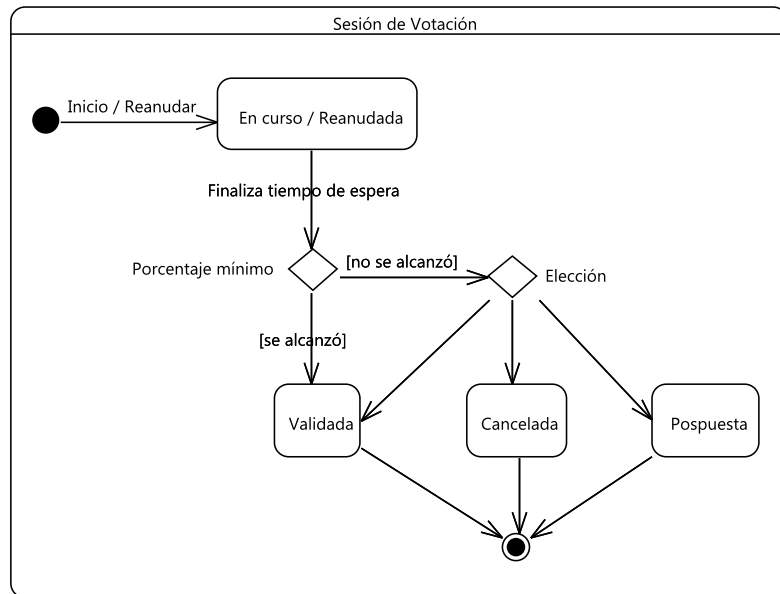 Sesión de Votación
Inicio / Reanudar
En curso / Reanudada
Finaliza tiempo de espera
Porcentaje mínimo
[no se alcanzó]
Elección
[se alcanzó]
Validada
Cancelada
Pospuesta